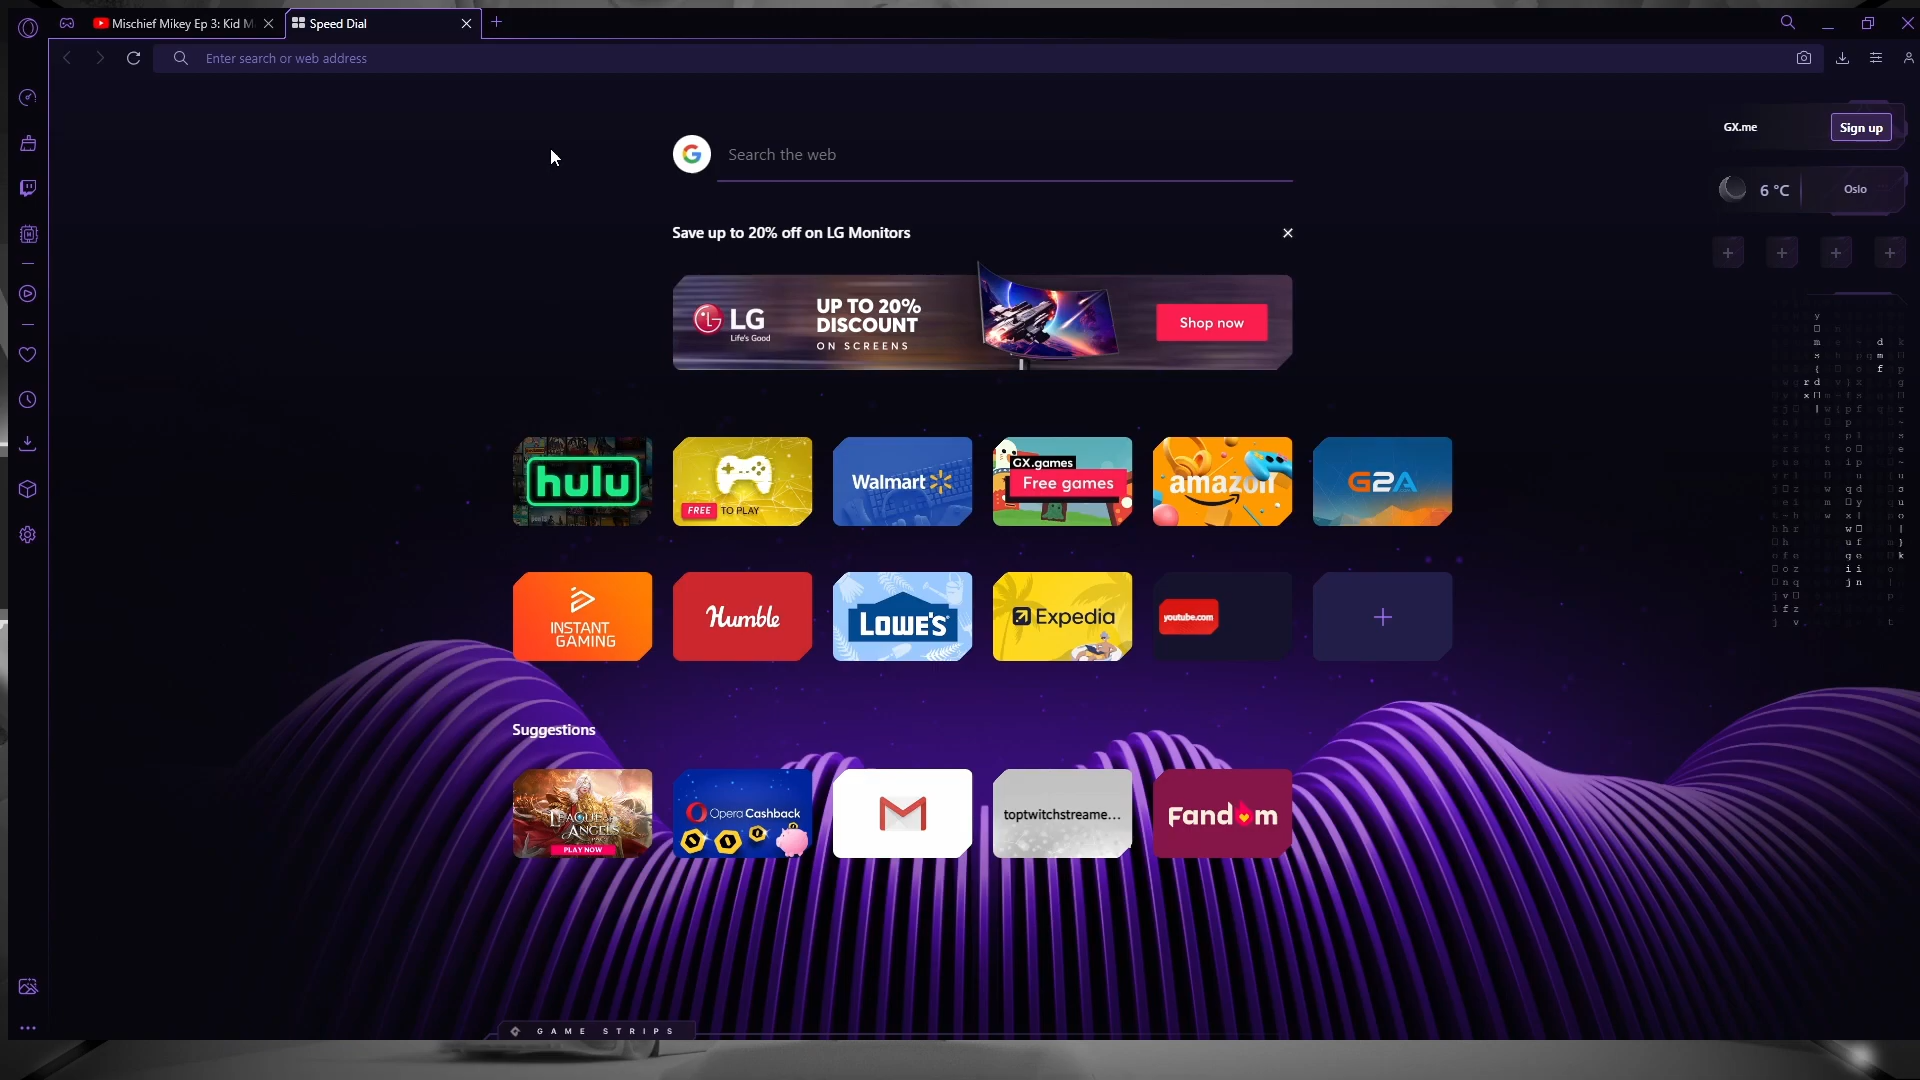 Mischief Mikey Ep 3: Kid M
Speed Dial
Enter search or web address
GX.me
Sign up
Search the web
6 °C
Oslo
Save up to 20% off on LG Monitors
LG
Life's Good
UP TO 20%
DISCOUNT
ON SCREENS
Shop now
hulu
FREE TO PLAY
Walmart
GX.games
Free games
amazon
G2A
INSTANT
GAMING
Humble
LOWE'S
Expedia
youtube.com
Suggestions
LEAGUE OF
ANGELS
PLAY NOW
Opera Cashback
toptwitchstreame...
Fandom
GAME STRIPS